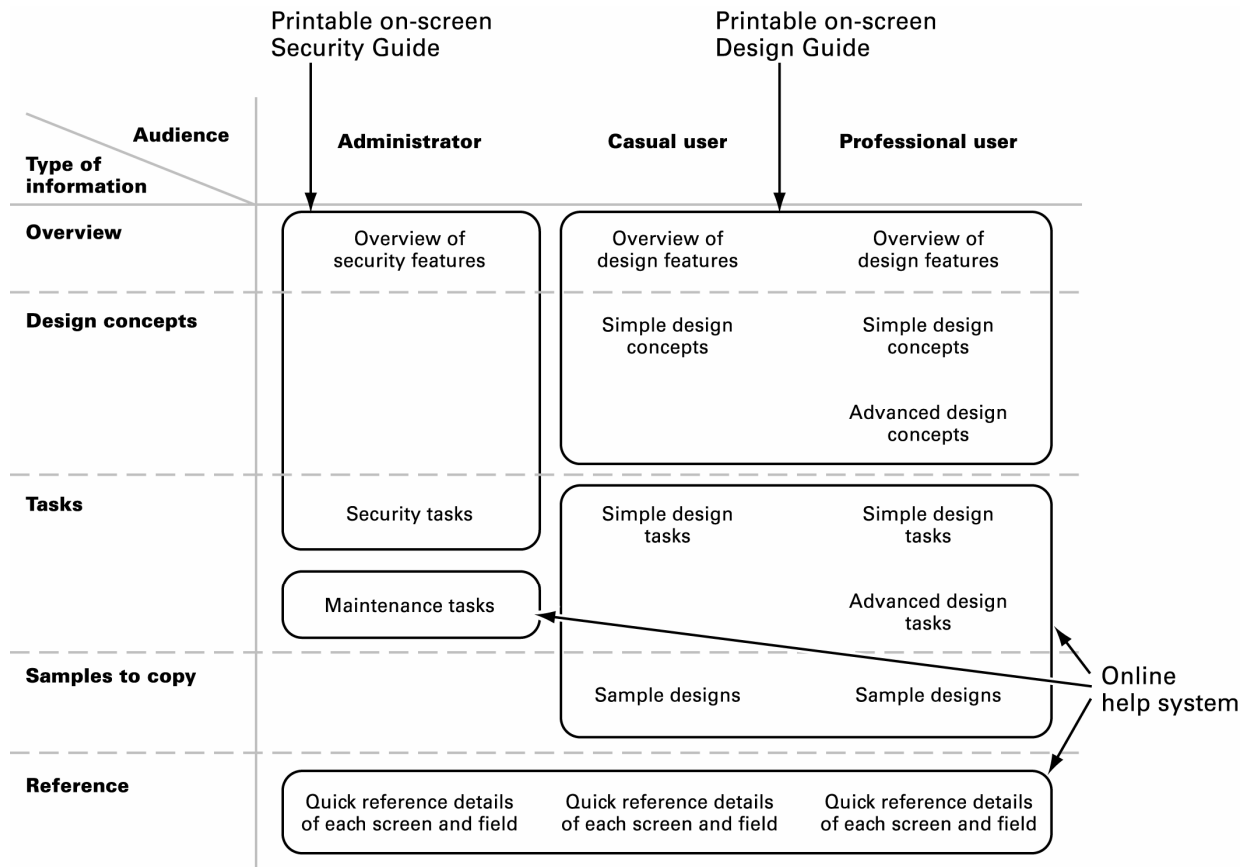 Printable on-screen
Security Guide
Printable on-screen
Design Guide
Audience
Type of
information
Administrator
Casual user
Professional user
Overview
Overview of
security features
Overview of
design features
Overview of
design features
Design concepts
Simple design
concepts
Simple design
concepts
Advanced design
concepts
Tasks
Security tasks
Simple design
tasks
Simple design
tasks
Maintenance tasks
Advanced design
tasks
Samples to copy
Sample designs
Sample designs
Online
help system
Reference
Quick reference details
of each screen and field
Quick reference details
of each screen and field
Quick reference details
of each screen and field